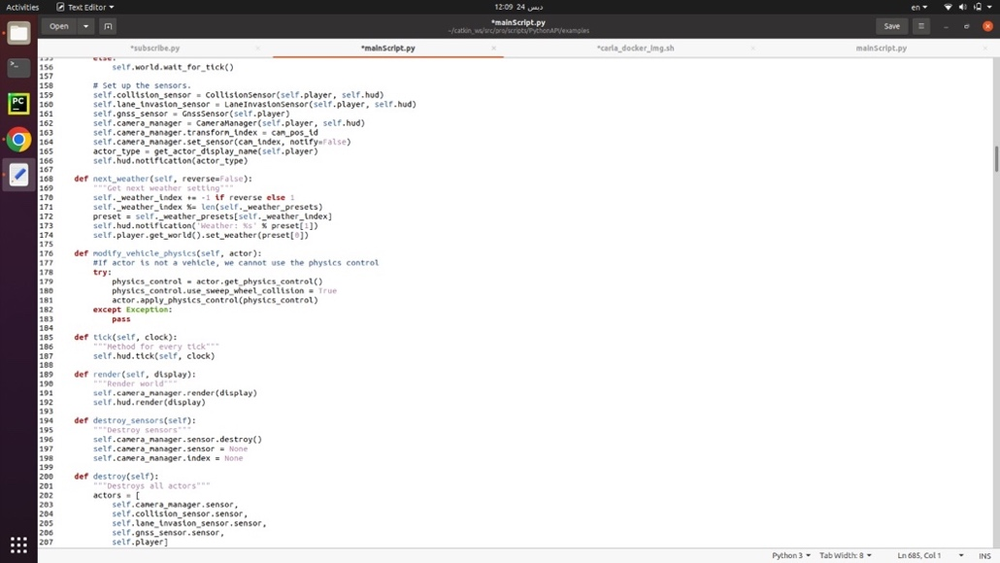 Activities
Text Editor
12:09 24 دبس
en
Open
*mainScript.py
~/catkin_ws/src/pro/scripts/PythonAPI/examples
Save
*subscribe.py
*mainScript.py
*carla_docker_img.sh
mainScript.py
155 else:
156 self.world.wait_for_tick()
157
158 # Set up the sensors.
159 self.collision_sensor = CollisionSensor(self.player, self.hud)
160 self.lane_invasion_sensor = LaneInvasionSensor(self.player, self.hud)
161 self.gnss_sensor = GnssSensor(self.player)
162 self.camera_manager = CameraManager(self.player, self.hud)
163 self.camera_manager.transform_index = cam_pos_id
164 self.camera_manager.set_sensor(cam_index, notify=False)
165 actor_type = get_actor_display_name(self.player)
166 self.hud.notification(actor_type)
167
168 def next_weather(self, reverse=False):
169 """Get next weather setting"""
170 self._weather_index += -1 if reverse else 1
171 self._weather_index %= len(self._weather_presets)
172 preset = self._weather_presets[self._weather_index]
173 self.hud.notification('Weather: %s' % preset[1])
174 self.player.get_world().set_weather(preset[0])
175
176 def modify_vehicle_physics(self, actor):
177 #If actor is not a vehicle, we cannot use the physics control
178 try:
179 physics_control = actor.get_physics_control()
180 physics_control.use_sweep_wheel_collision = True
181 actor.apply_physics_control(physics_control)
182 except Exception:
183 pass
184
185 def tick(self, clock):
186 """Method for every tick"""
187 self.hud.tick(self, clock)
188
189 def render(self, display):
190 """Render world"""
191 self.camera_manager.render(display)
192 self.hud.render(display)
193
194 def destroy_sensors(self):
195 """Destroy sensors"""
196 self.camera_manager.sensor.destroy()
197 self.camera_manager.sensor = None
198 self.camera_manager.index = None
199
200 def destroy(self):
201 """Destroys all actors"""
202 actors = [
203 self.camera_manager.sensor,
204 self.collision_sensor.sensor,
205 self.lane_invasion_sensor.sensor,
206 self.gnss_sensor.sensor,
207 self.player]
Python 3
Tab Width: 8
Ln 685, Col 1
INS